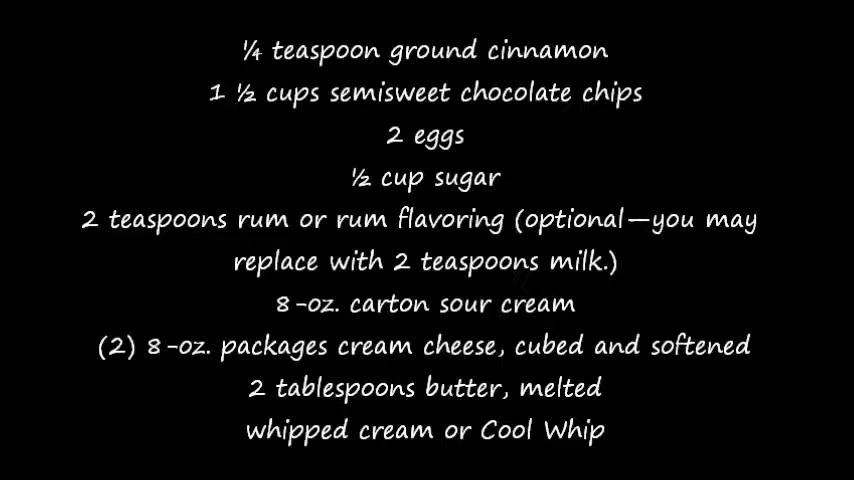 ¼ teaspoon ground cinnamon
1 ½ cups semisweet chocolate chips
2 eggs
½ cup sugar
2 teaspoons rum or rum flavoring (optional—you may
replace with 2 teaspoons milk.)
8-oz. carton sour cream
(2) 8-oz. packages cream cheese, cubed and softened
2 tablespoons butter, melted
whipped cream or Cool Whip